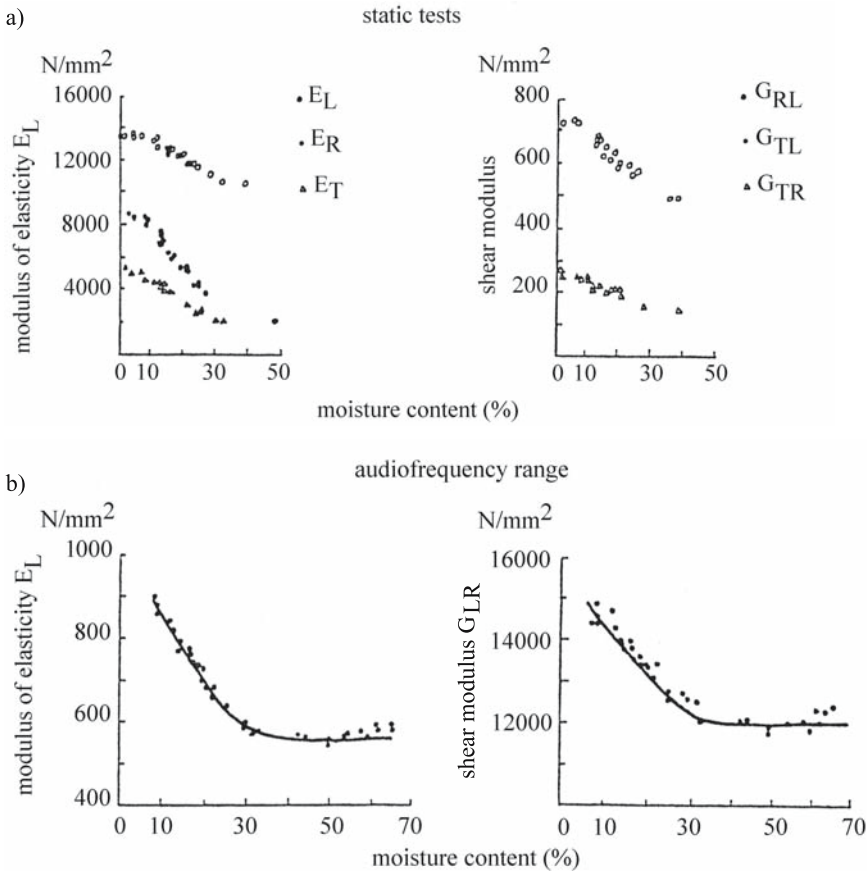 a)
static tests
N/mm2
16000
12000
8000
4000
modulus of elasticity EL
0 10 30 50
EL
ER
ET
N/mm2
800
600
400
200
shear modulus
0 10 30 50
GRL
GTL
GTR
moisture content (%)
b)
audiofrequency range
N/mm2
1000
800
600
400
modulus of elasticity EL
0 10 30 50 70
N/mm2
16000
14000
12000
shear modulus GLR
0 10 30 50 70
moisture content (%)